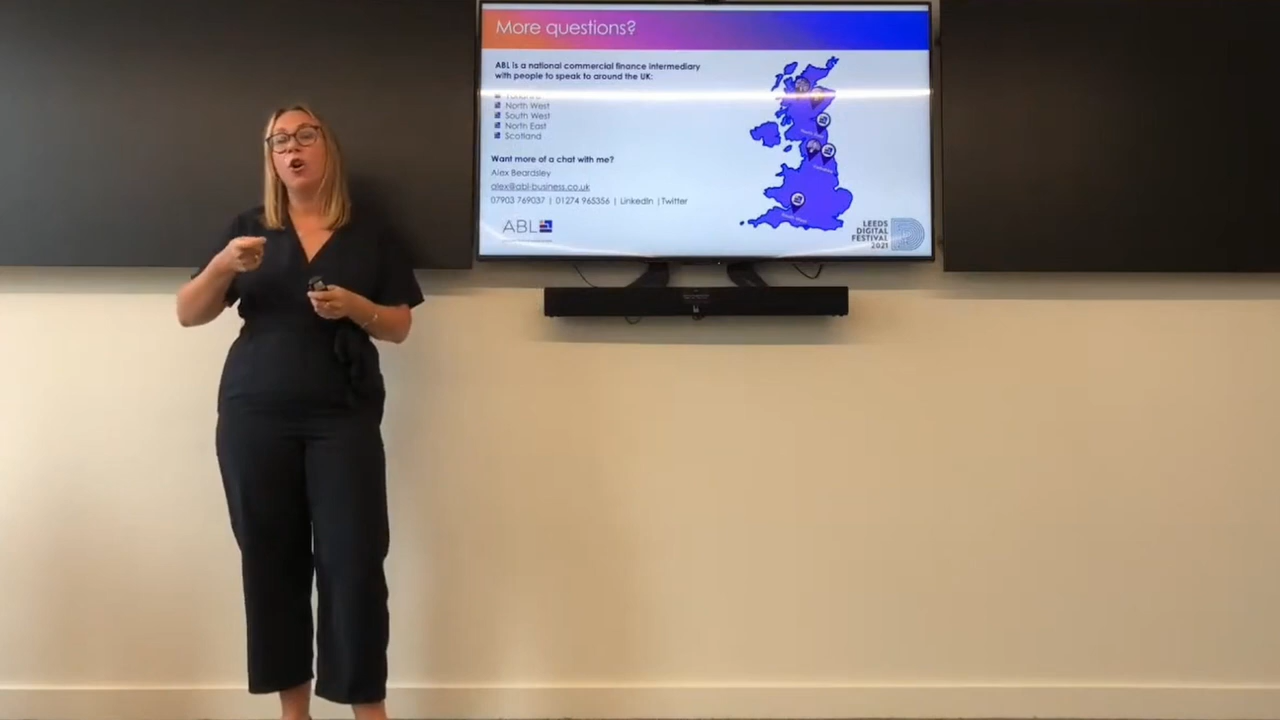 More questions?
ABL is a national commercial finance intermediary
with people to speak to around the UK:
North West
South West
North East
Scotland
Want more of a chat with me?
Alex Beardsley
alex@abl-business.co.uk
07903 769037 | 01274 965356 | LinkedIn |Twitter
ABL
LEEDS
DIGITAL
FESTIVAL
2021